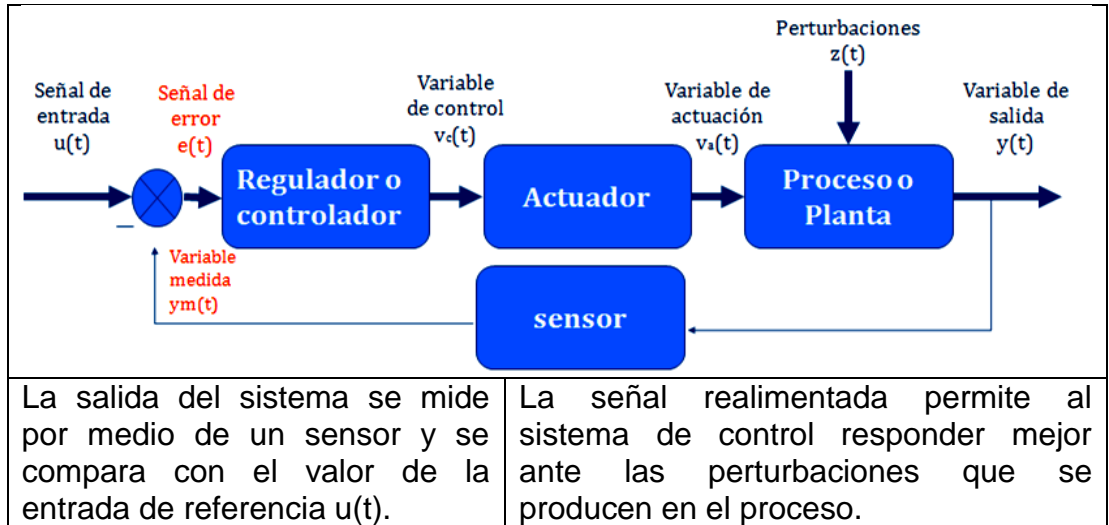 Perturbaciones
z(t)
Señal de
entrada
u(t)
Señal de
error
e(t)
Variable
de control
vc(t)
Variable de
actuación
va(t)
Variable de
salida
y(t)
Regulador o
controlador
Actuador
Proceso o
Planta
–
Variable
medida
ym(t)
sensor
La salida del sistema se mide
por medio de un sensor y se
compara con el valor de la
entrada de referencia u(t).
La señal realimentada permite al
sistema de control responder mejor
ante las perturbaciones que se
producen en el proceso.